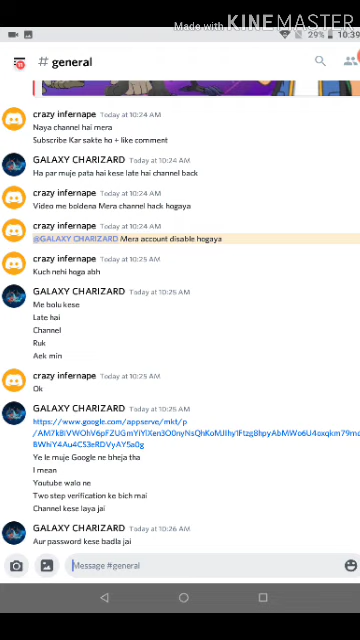 Made with KINEMASTER
29% 10:39
# general
crazy infernape Today at 10:24 AM
Naya channel hai mera
Subscribe Kar sakte ho + like comment
GALAXY CHARIZARD Today at 10:24 AM
Ha par muje pata hai kese late hai channel back
crazy infernape Today at 10:24 AM
Video me boldena Mera channel hack hogaya
crazy infernape Today at 10:24 AM
@GALAXY CHARIZARD Mera account disable hogaya
crazy infernape Today at 10:25 AM
Kuch nehi hoga abh
GALAXY CHARIZARD Today at 10:25 AM
Me bolu kese
Late hai
Channel
Ruk
Aek min
crazy infernape Today at 10:25 AM
Ok
GALAXY CHARIZARD Today at 10:25 AM
https://www.google.com/appserve/mkt/p
Ye le muje Google ne bheja tha
I mean
Youtube walo ne
Two step verification ke bich mai
Channel kese laya jai
GALAXY CHARIZARD Today at 10:26 AM
Aur password kese badla jai
Message #general